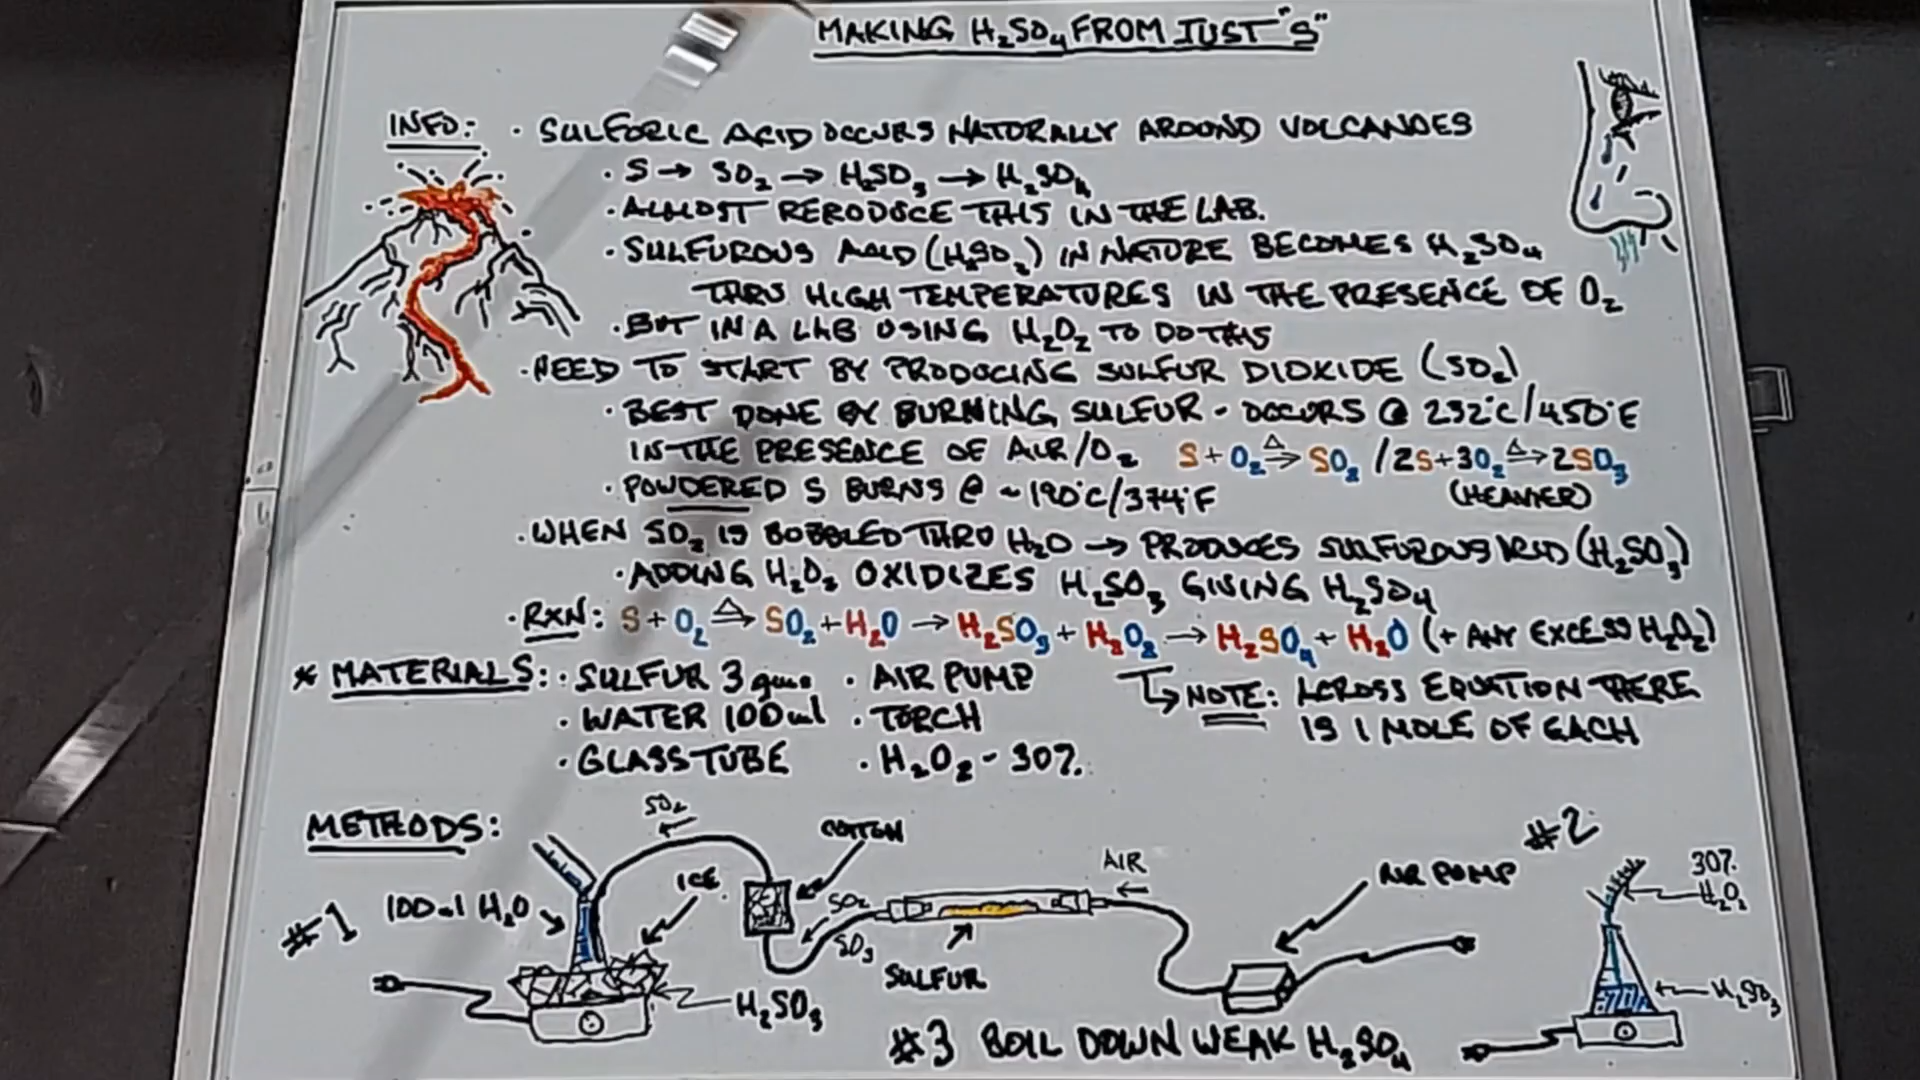 MAKING H₂SO₄ FROM JUST "S"
INFO: · SULFURIC ACID OCCURS NATURALLY AROUND VOLCANOES
· S → SO₂ → H₂SO₃ → H₂SO₄
· ALMOST RERODUCE THIS IN THE LAB.
· SULFUROUS ACID (H₂SO₃) IN NATURE BECOMES H₂SO₄
THRU HIGH TEMPERATURES IN THE PRESENCE OF O₂
· BUT IN A LAB USING H₂O₂ TO DO THIS
· NEED TO START BY PRODUCING SULFUR DIOXIDE (SO₂)
· BEST DONE BY BURNING SULFUR - OCCURS @ 232°C/450°F
IN THE PRESENCE OF AIR/O₂ S + O₂ △→ SO₂ / 2S + 3O₂ △→ 2SO₃
· POWDERED S BURNS @ ~190°C/374°F (HEAVIER)
· WHEN SO₂ IS BUBBLED THRU H₂O → PRODUCES SULFUROUS ACID (H₂SO₃)
· ADDING H₂O₂ OXIDIZES H₂SO₃ GIVING H₂SO₄
· RXN: S + O₂ △→ SO₂ + H₂O → H₂SO₃ + H₂O₂ → H₂SO₄ + H₂O (+ ANY EXCESS H₂O₂)
* MATERIALS: · SULFUR 3 gms · AIR PUMP
· WATER 100ml · TORCH
· GLASS TUBE · H₂O₂ - 30%
NOTE: ACROSS EQUATION THERE
IS 1 MOLE OF EACH
METHODS:
#1
100ml H₂O
SO₂
ICE
COTTON
H₂SO₃
SO₂
SO₃
SULFUR
AIR
AIR PUMP
#2
30%
H₂O₂
H₂SO₃
#3 BOIL DOWN WEAK H₂SO₄